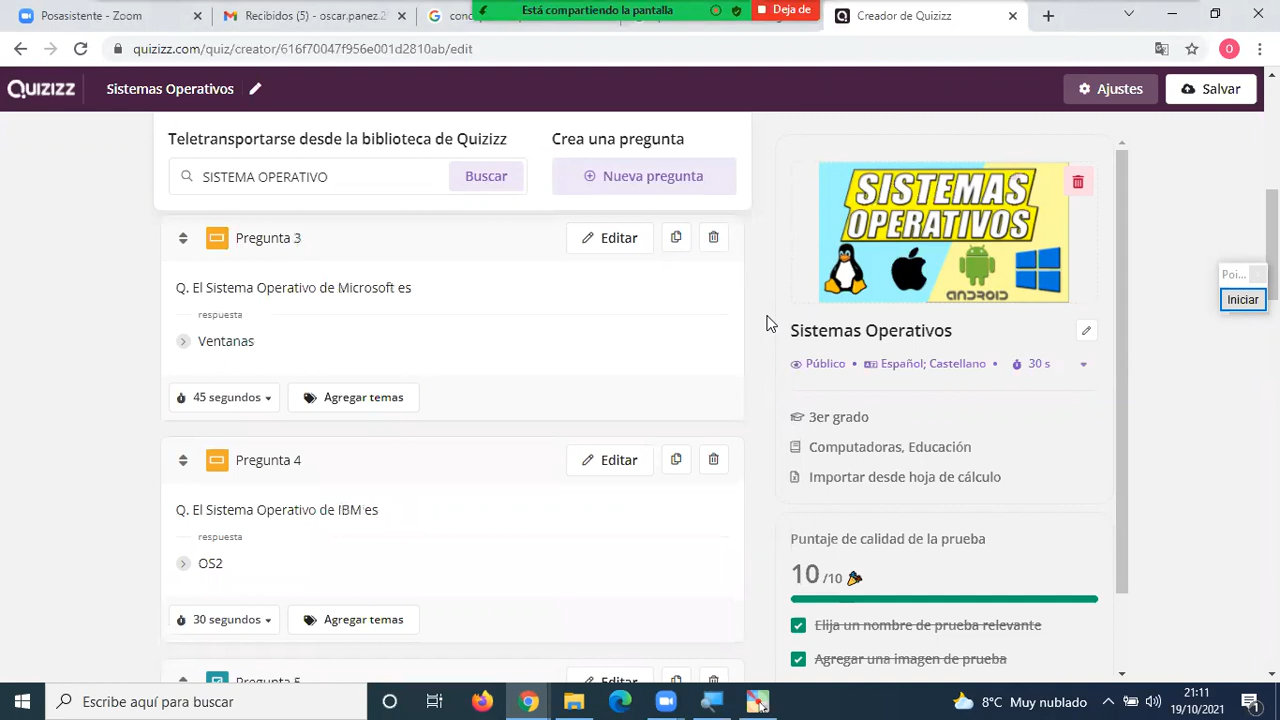 Posasistemas - Zoom
Recibidos (5) - oscar.panez.2
Está compartiendo la pantalla
Deja de
Creador de Quizizz
quizizz.com/quiz/creator/616f70047f956e001d2810ab/edit
O
QUIZIZZ
Sistemas Operativos
Ajustes
Salvar
Teletransportarse desde la biblioteca de Quizizz
Crea una pregunta
SISTEMA OPERATIVO
Buscar
Nueva pregunta
Pregunta 3
Editar
Q. El Sistema Operativo de Microsoft es
respuesta
Ventanas
45 segundos
Agregar temas
Pregunta 4
Editar
Q. El Sistema Operativo de IBM es
respuesta
OS2
30 segundos
Agregar temas
Pregunta 5
Editar
SISTEMAS
OPERATIVOS
ANDROID
Sistemas Operativos
Público • Español; Castellano • 30 s
3er grado
Computadoras, Educación
Importar desde hoja de cálculo
Puntaje de calidad de la prueba
10 /10
Elija un nombre de prueba relevante
Agregar una imagen de prueba
Poi...
Iniciar
Escribe aquí para buscar
8°C Muy nublado
21:11
19/10/2021
1